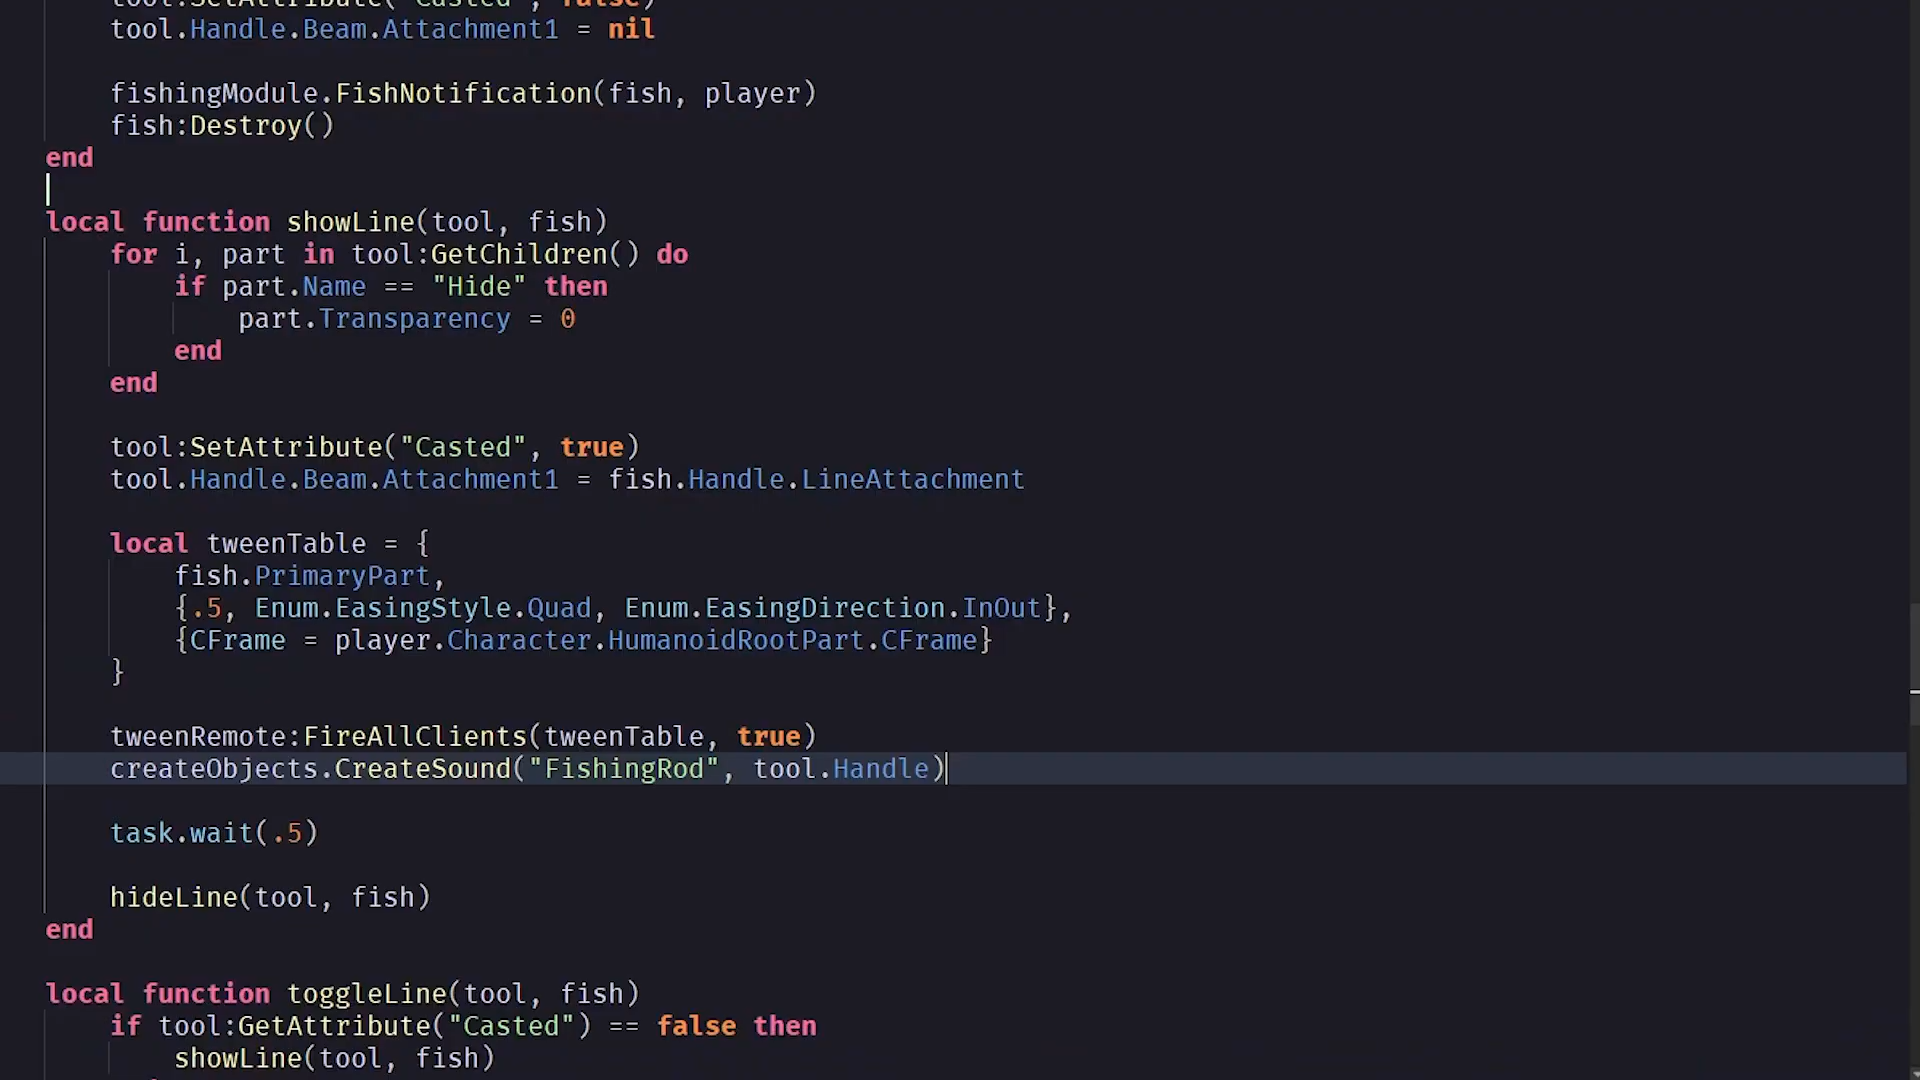 tool:SetAttribute("Casted", false)
tool.Handle.Beam.Attachment1 = nil
fishingModule.FishNotification(fish, player)
fish:Destroy()
end
local function showLine(tool, fish)
for i, part in tool:GetChildren() do
if part.Name == "Hide" then
part.Transparency = 0
end
end
tool:SetAttribute("Casted", true)
tool.Handle.Beam.Attachment1 = fish.Handle.LineAttachment
local tweenTable = {
fish.PrimaryPart,
{.5, Enum.EasingStyle.Quad, Enum.EasingDirection.InOut},
{CFrame = player.Character.HumanoidRootPart.CFrame}
}
tweenRemote:FireAllClients(tweenTable, true)
createObjects.CreateSound("FishingRod", tool.Handle)
task.wait(.5)
hideLine(tool, fish)
end
local function toggleLine(tool, fish)
if tool:GetAttribute("Casted") == false then
showLine(tool, fish)